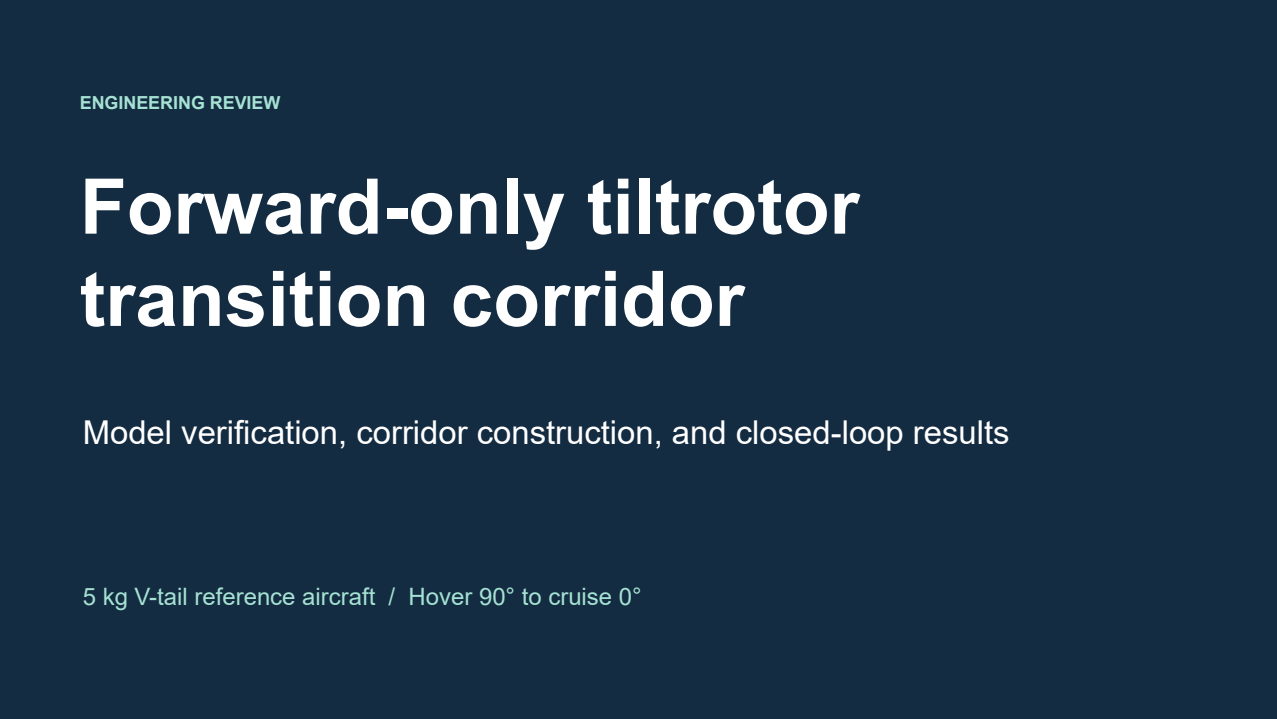 ENGINEERING REVIEW
Forward-only tiltrotor
transition corridor
Model verification, corridor construction, and closed-loop results
5 kg V-tail reference aircraft / Hover 90° to cruise 0°